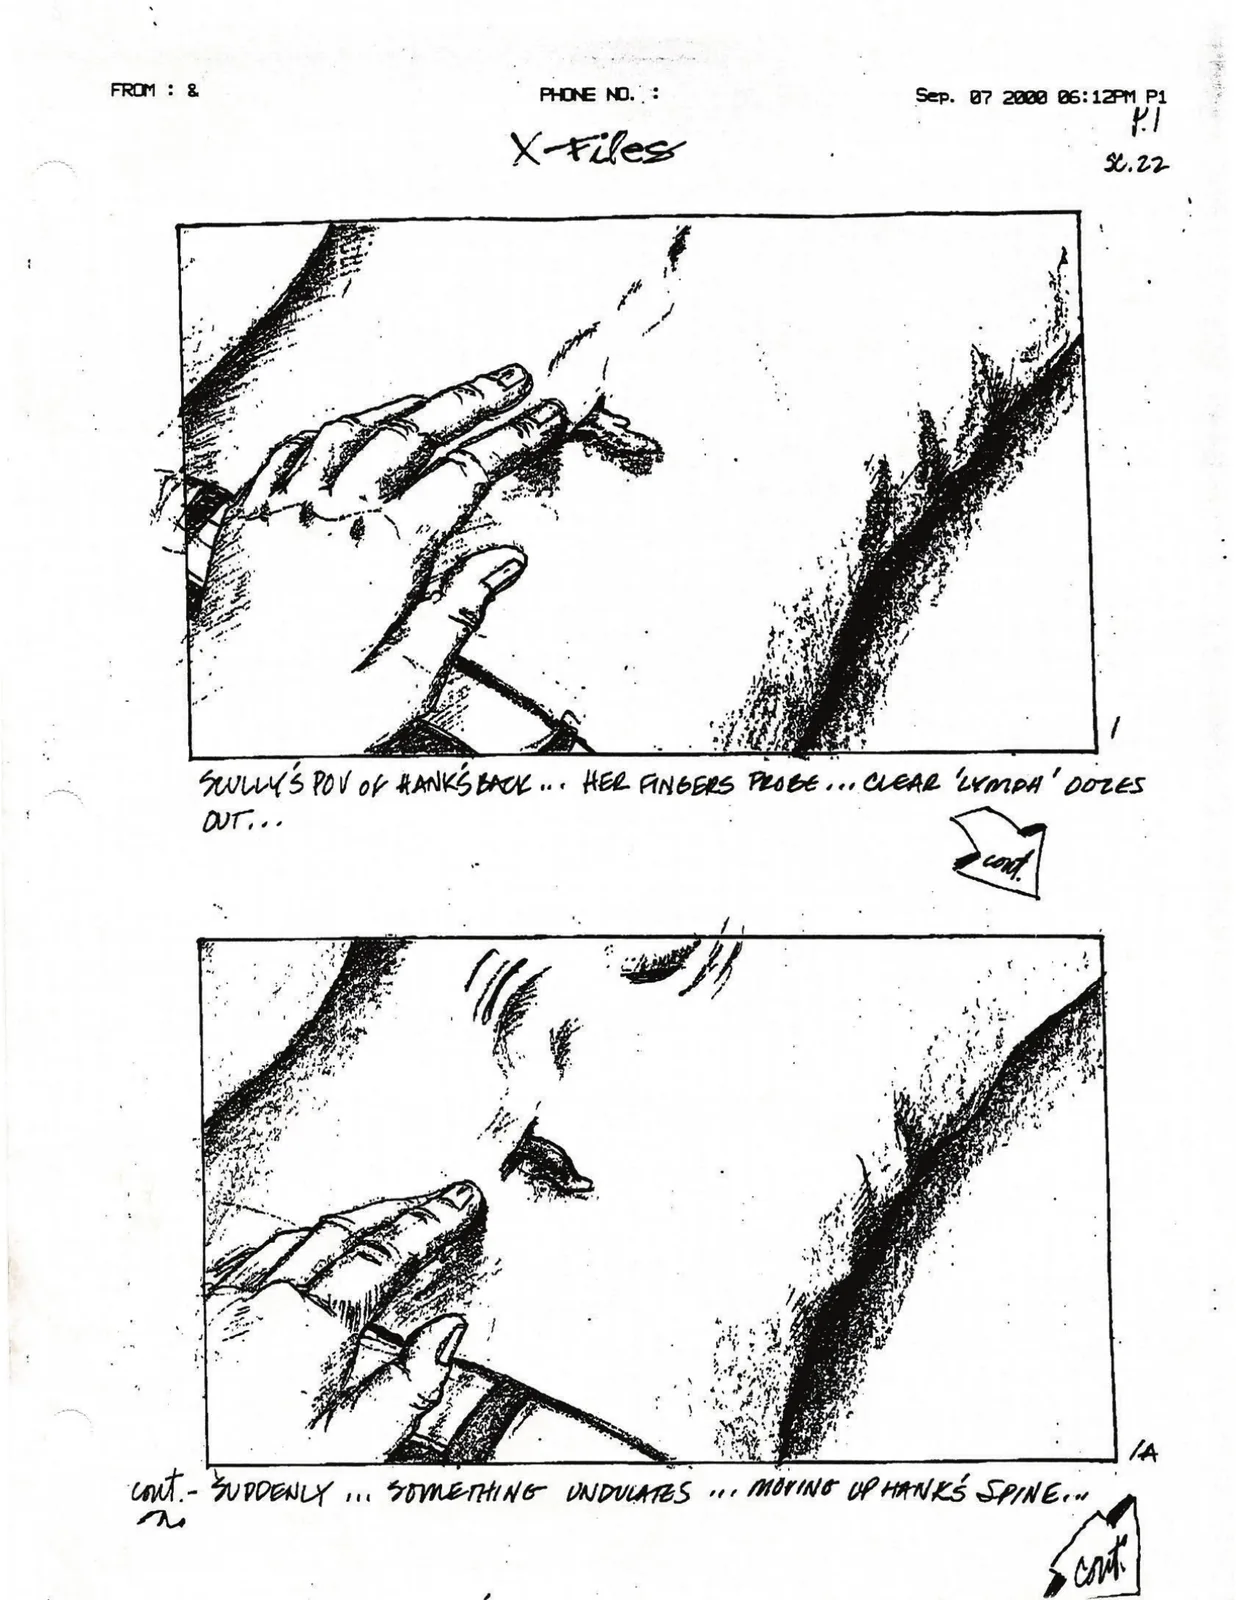 FROM : & PHONE NO. : Sep. 07 2000 06:12PM P1
P.1
X-Files
SC.22
1
SCULLY'S POV OF HANK'S BACK... HER FINGERS PROBE... CLEAR 'LYMPH' OOZES
OUT...
cont.
1A
cont.- SUDDENLY ... SOMETHING UNDULATES ... MOVING UP HANK'S SPINE...
cont.